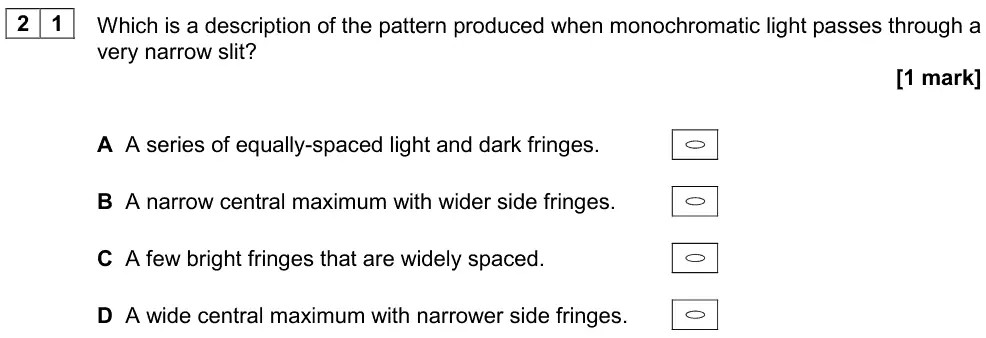 2 1 Which is a description of the pattern produced when monochromatic light passes through a
very narrow slit?
[1 mark]
A A series of equally-spaced light and dark fringes.
B A narrow central maximum with wider side fringes.
C A few bright fringes that are widely spaced.
D A wide central maximum with narrower side fringes.